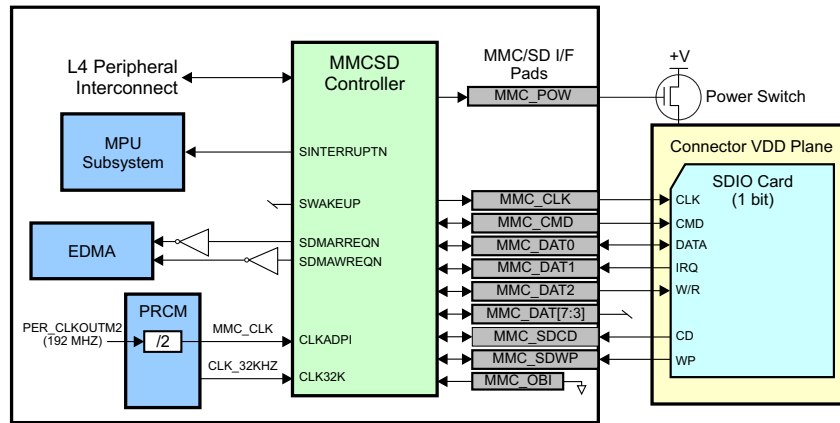 L4 Peripheral
Interconnect
MMCSD
Controller
MMC/SD I/F
Pads
+V
MMC_POW
Power Switch
MPU
Subsystem
SINTERRUPTN
Connector VDD Plane
SDIO Card
(1 bit)
SWAKEUP
MMC_CLK
CLK
MMC_CMD
CMD
EDMA
SDMARREQN
MMC_DAT0
DATA
SDMAWREQN
MMC_DAT1
IRQ
MMC_DAT2
W/R
PRCM
MMC_DAT[7:3]
PER_CLKOUTM2
(192 MHZ)
/2
MMC_CLK
CLKADPI
MMC_SDCD
CD
MMC_SDWP
WP
CLK_32KHZ
CLK32K
MMC_OBI